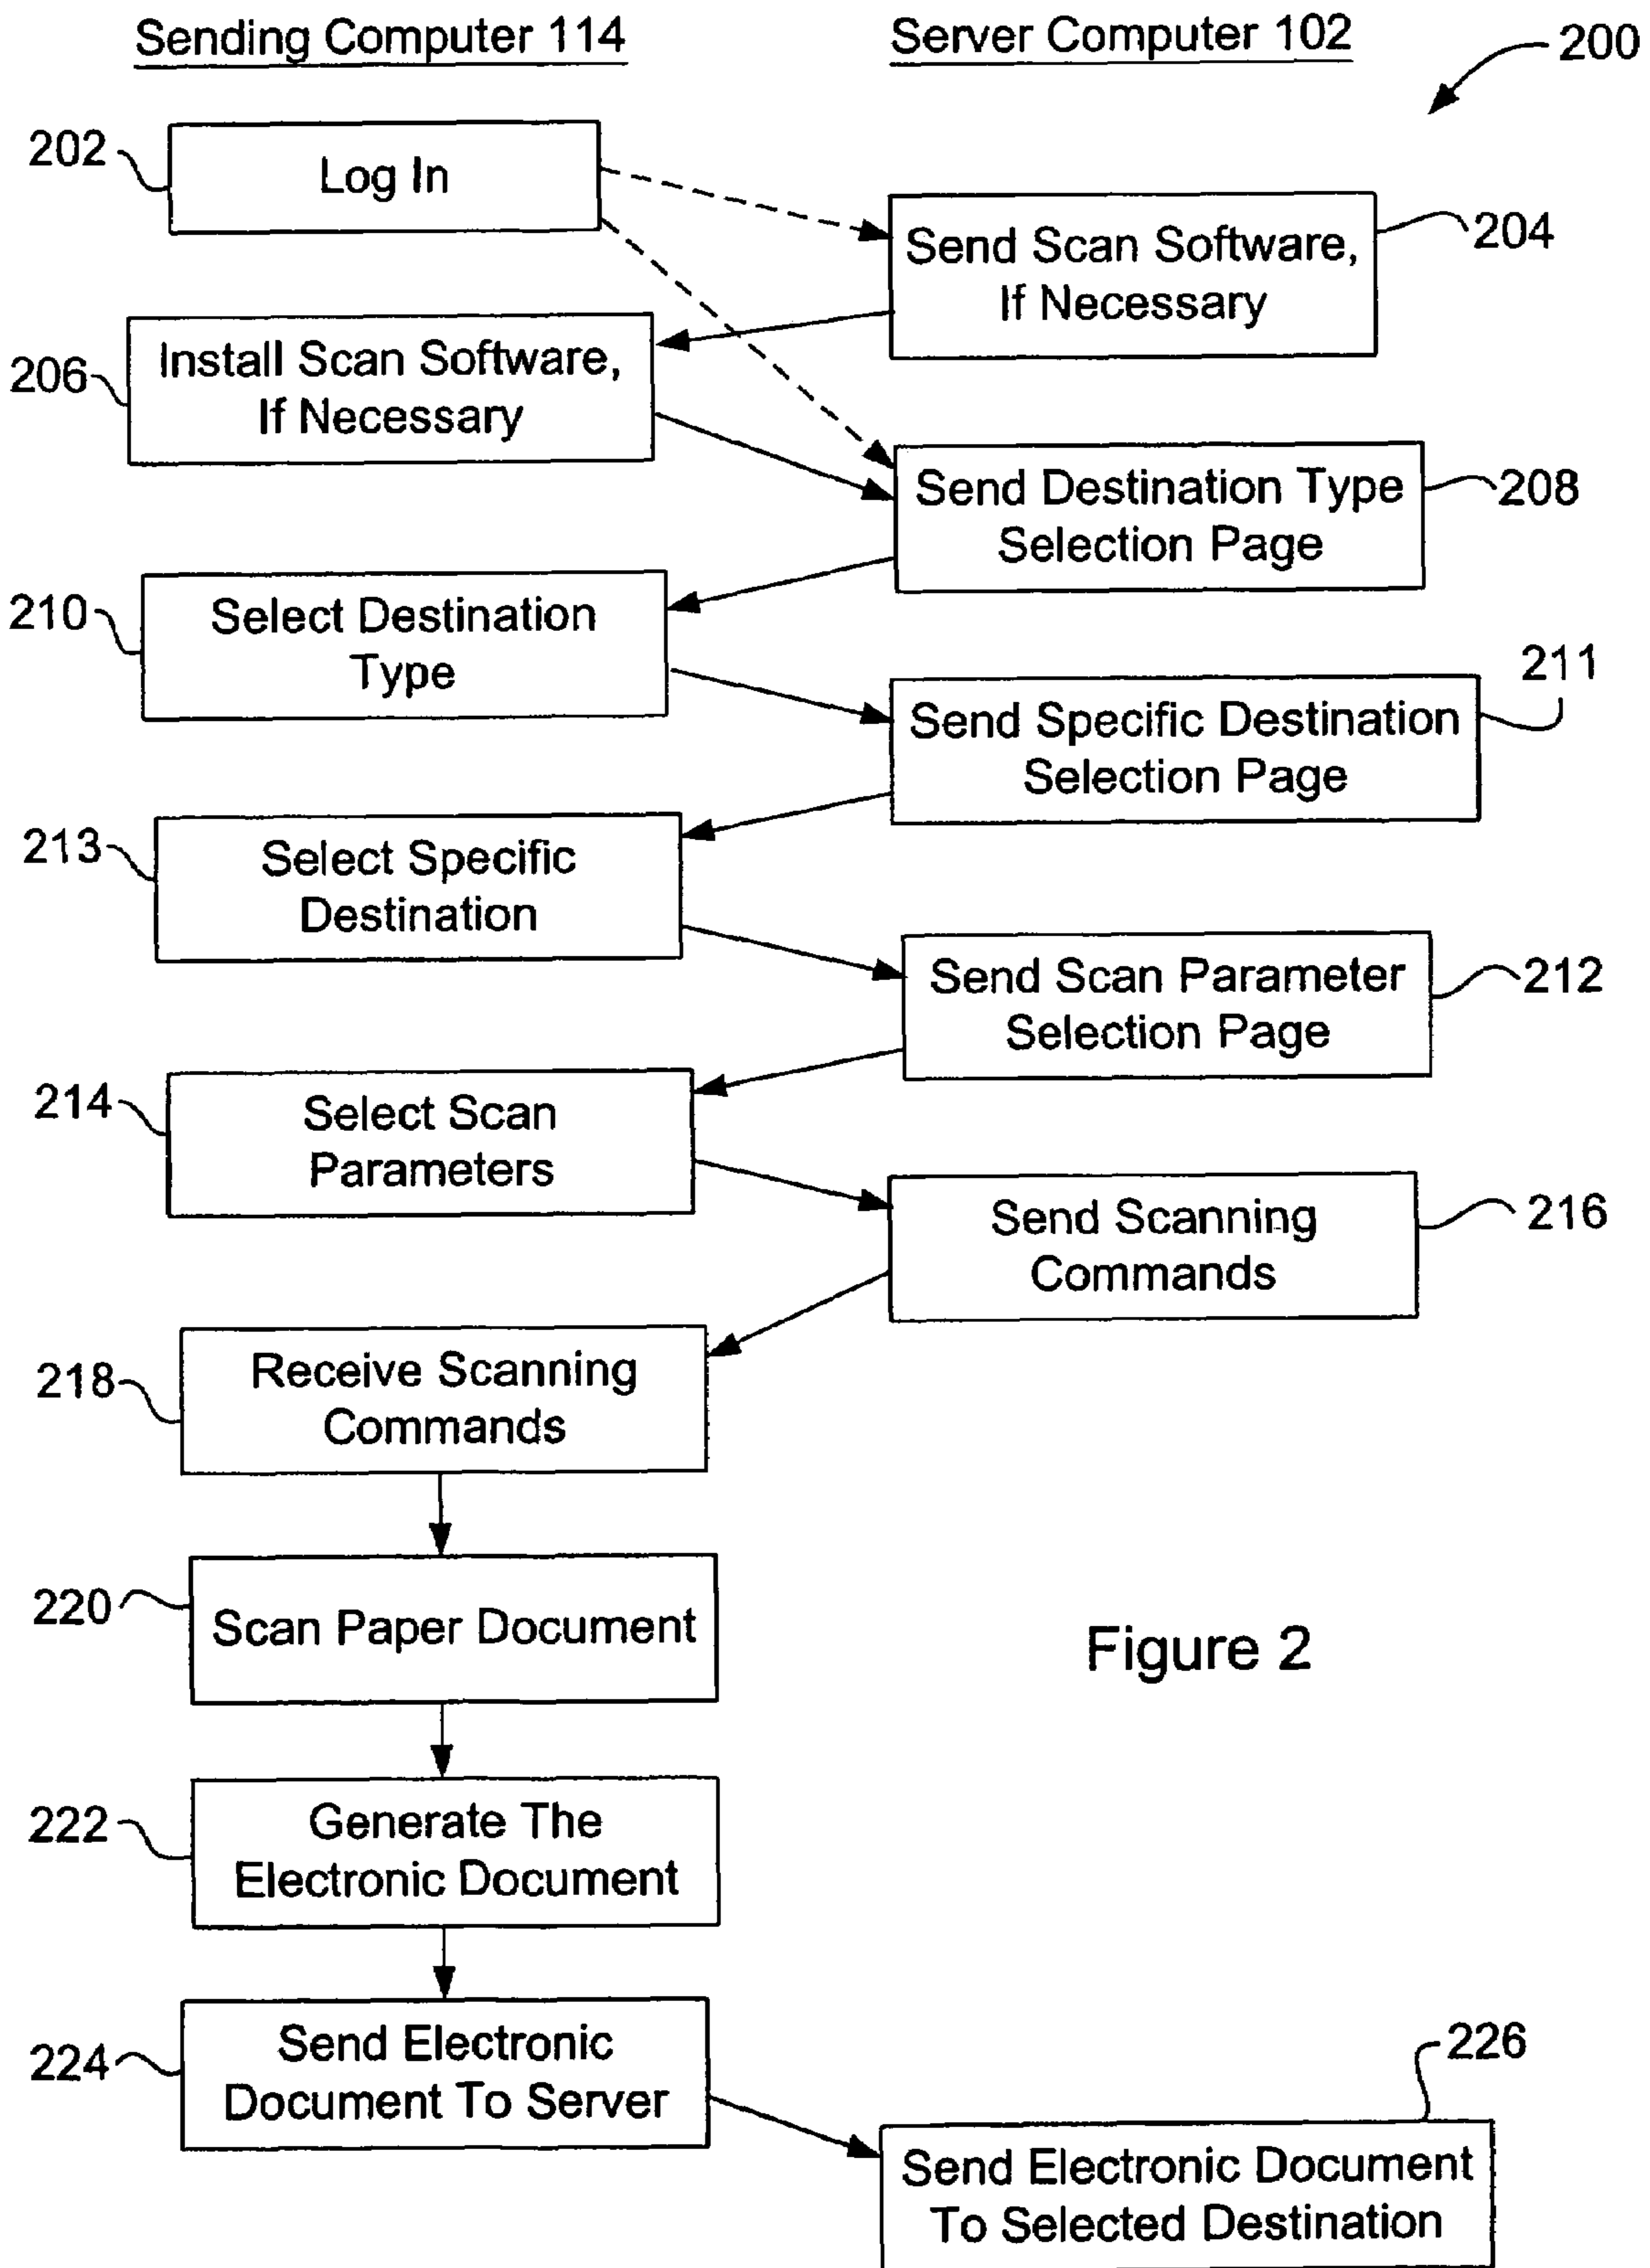 Sending Computer 114
Server Computer 102
200
202
Log In
Send Scan Software,
If Necessary
204
206
Install Scan Software,
If Necessary
Send Destination Type
Selection Page
208
210
Select Destination
Type
211
Send Specific Destination
Selection Page
213
Select Specific
Destination
Send Scan Parameter
Selection Page
212
214
Select Scan
Parameters
Send Scanning
Commands
216
218
Receive Scanning
Commands
220
Scan Paper Document
Figure 2
222
Generate The
Electronic Document
224
Send Electronic
Document To Server
226
Send Electronic Document
To Selected Destination